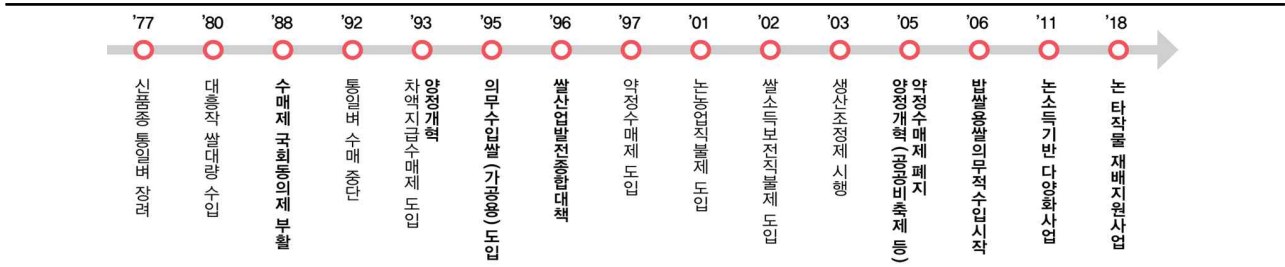 ’77
’80
’88
’92
’93
’95
’96
’97
’01
’02
’03
’05
’06
’11
’18
신품종 통일벼 장려
대흉작 쌀대량 수입
수매제 국회동의제 부활
통일벼 수매 중단
양정개혁
차액지급수매제 도입
의무수입쌀 (가공용) 도입
쌀산업발전종합대책
약정수매제 도입
논농업직불제 도입
쌀소득보전직불제 도입
생산조정제 시행
약정수매제 폐지
양정개혁 (공공비축제 등)
밥쌀용쌀의무적수입시작
논소득기반 다양화사업
논 타작물 재배지원사업